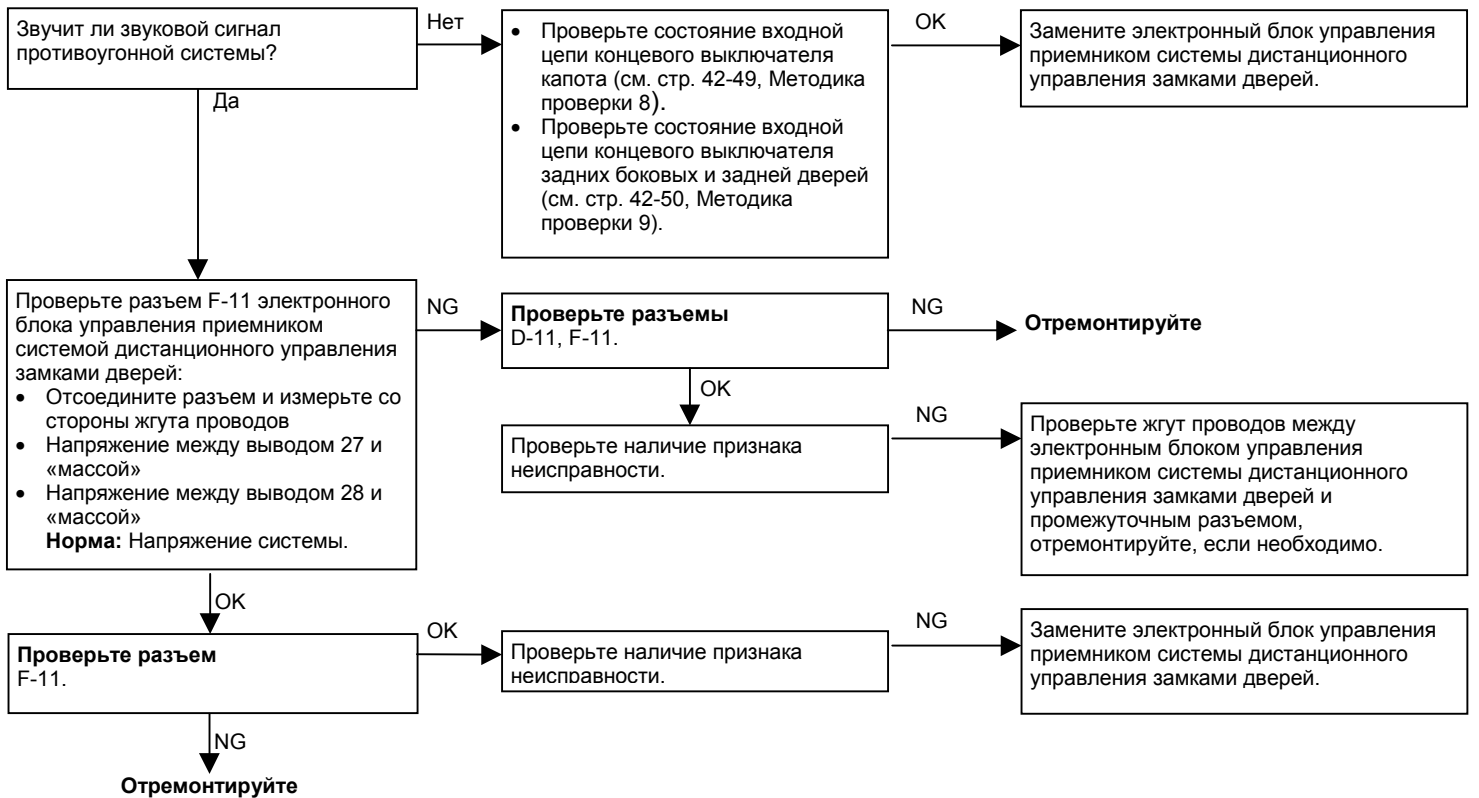 Звучит ли звуковой сигнал
противоугонной системы?
Нет
• Проверьте состояние входной
цепи концевого выключателя
капота (см. стр. 42-49, Методика
проверки 8).
• Проверьте состояние входной
цепи концевого выключателя
задних боковых и задней дверей
(см. стр. 42-50, Методика
проверки 9).
OK
Замените электронный блок управления
приемником системы дистанционного
управления замками дверей.
Да
Проверьте разъем F-11 электронного
блока управления приемником
системой дистанционного управления
замками дверей:
• Отсоедините разъем и измерьте со
стороны жгута проводов
• Напряжение между выводом 27 и
«массой»
• Напряжение между выводом 28 и
«массой»
Норма: Напряжение системы.
NG
Проверьте разъемы
D-11, F-11.
NG
Отремонтируйте
OK
Проверьте наличие признака
неисправности.
NG
Проверьте жгут проводов между
электронным блоком управления
приемником системы дистанционного
управления замками дверей и
промежуточным разъемом,
отремонтируйте, если необходимо.
OK
Проверьте разъем
F-11.
OK
Проверьте наличие признака
неисправности.
NG
Замените электронный блок управления
приемником системы дистанционного
управления замками дверей.
NG
Отремонтируйте